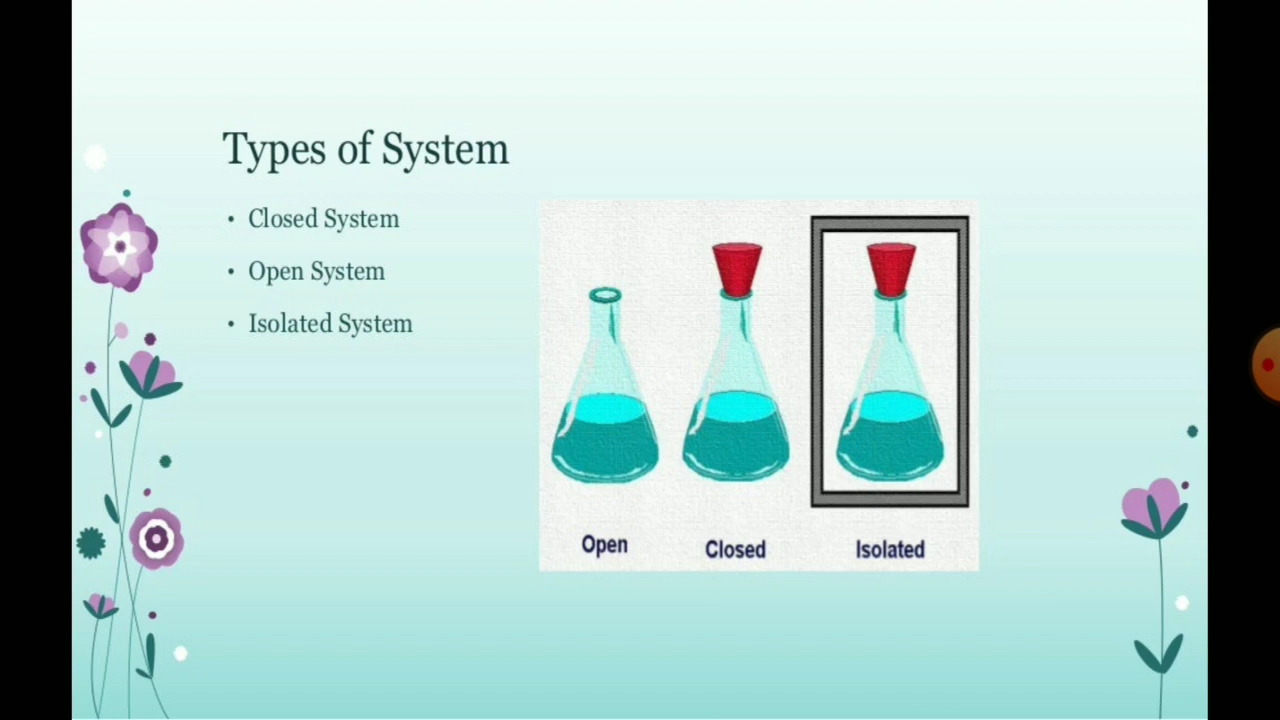 Types of System
• Closed System
• Open System
• Isolated System
Open
Closed
Isolated